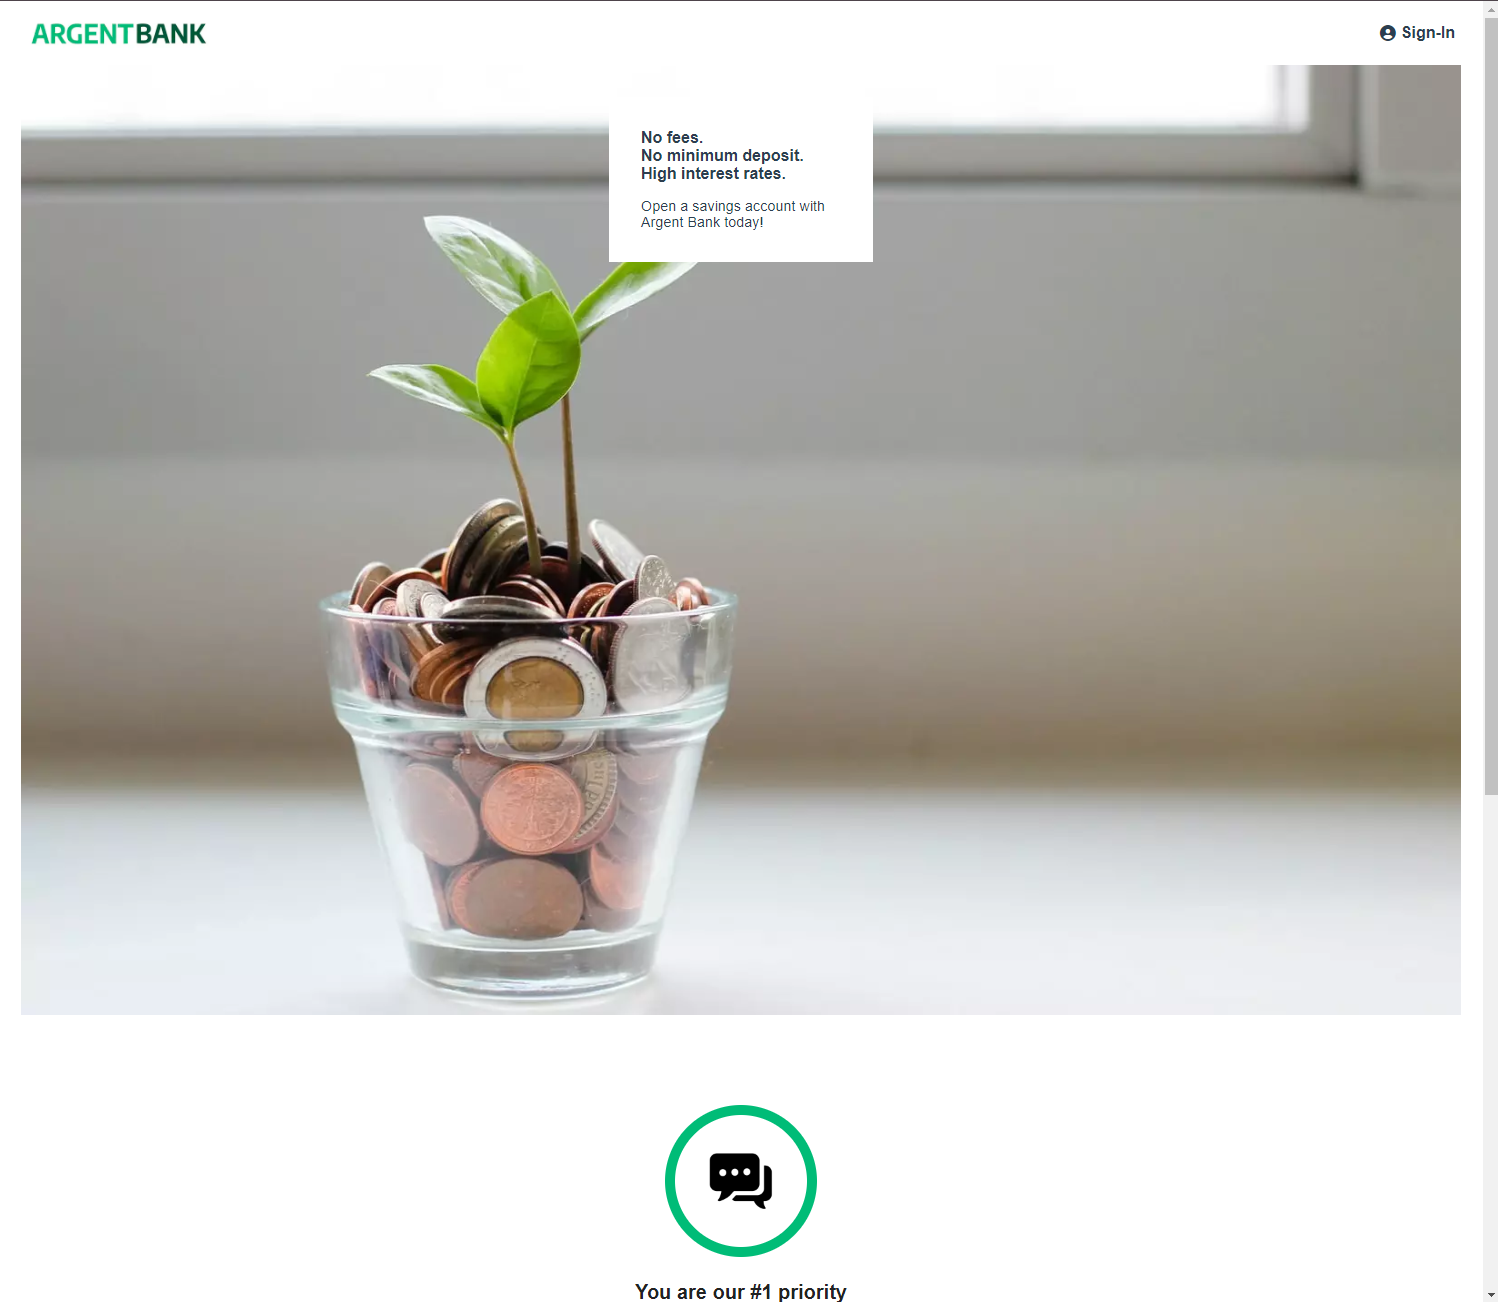 ARGENTBANK
Sign-In
No fees.
No minimum deposit.
High interest rates.
Open a savings account with
Argent Bank today!
You are our #1 priority